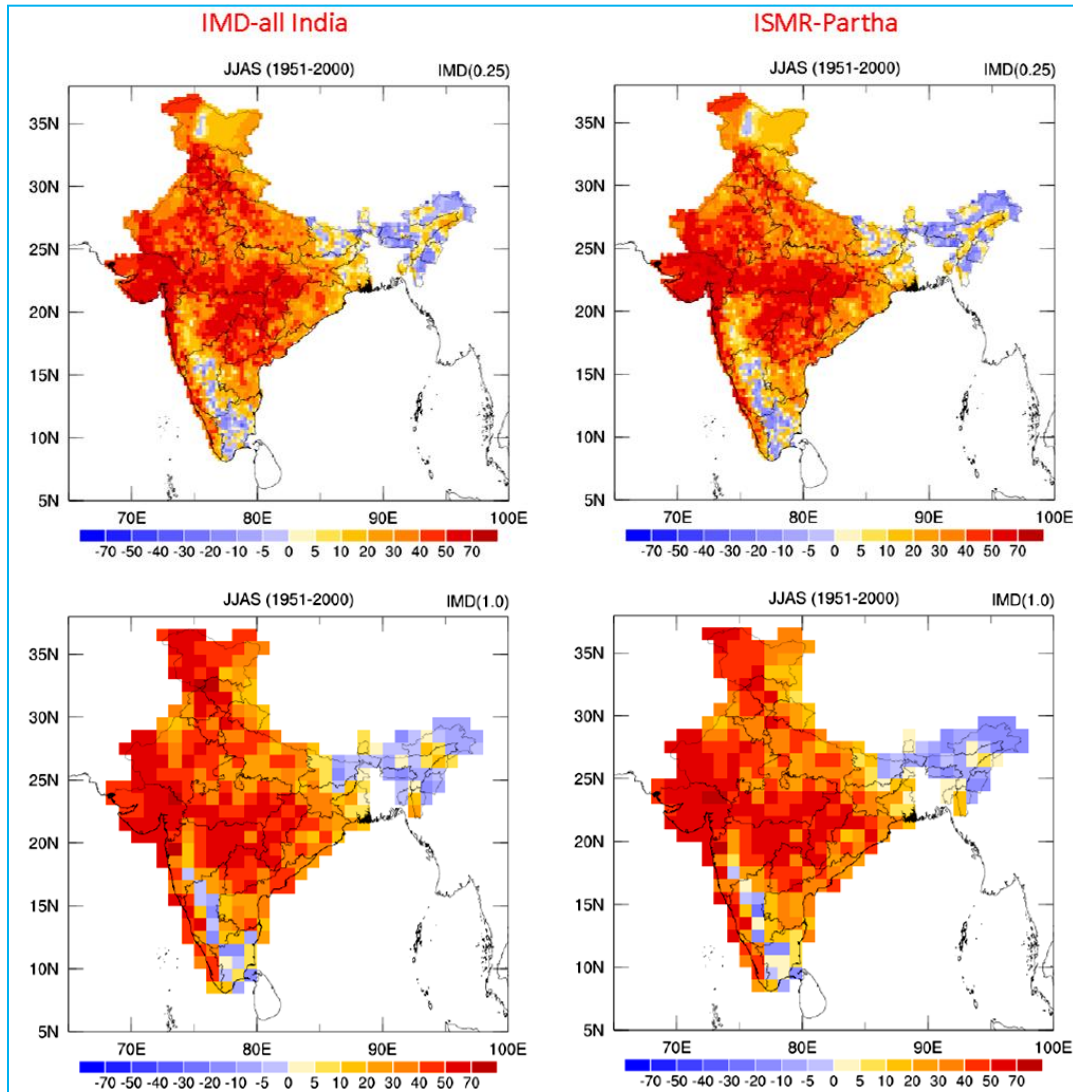 IMD-all India
ISMR-Partha
JJAS (1951-2000) IMD(0.25)
35N
30N
25N
20N
15N
10N
5N
70E 80E 90E 100E
-70 -50 -40 -30 -20 -10 -5 0 5 10 20 30 40 50 70
JJAS (1951-2000) IMD(0.25)
35N
30N
25N
20N
15N
10N
5N
70E 80E 90E 100E
-70 -50 -40 -30 -20 -10 -5 0 5 10 20 30 40 50 70
JJAS (1951-2000) IMD(1.0)
35N
30N
25N
20N
15N
10N
5N
70E 80E 90E 100E
-70 -50 -40 -30 -20 -10 -5 0 5 10 20 30 40 50 70
JJAS (1951-2000) IMD(1.0)
35N
30N
25N
20N
15N
10N
5N
70E 80E 90E 100E
-70 -50 -40 -30 -20 -10 -5 0 5 10 20 30 40 50 70